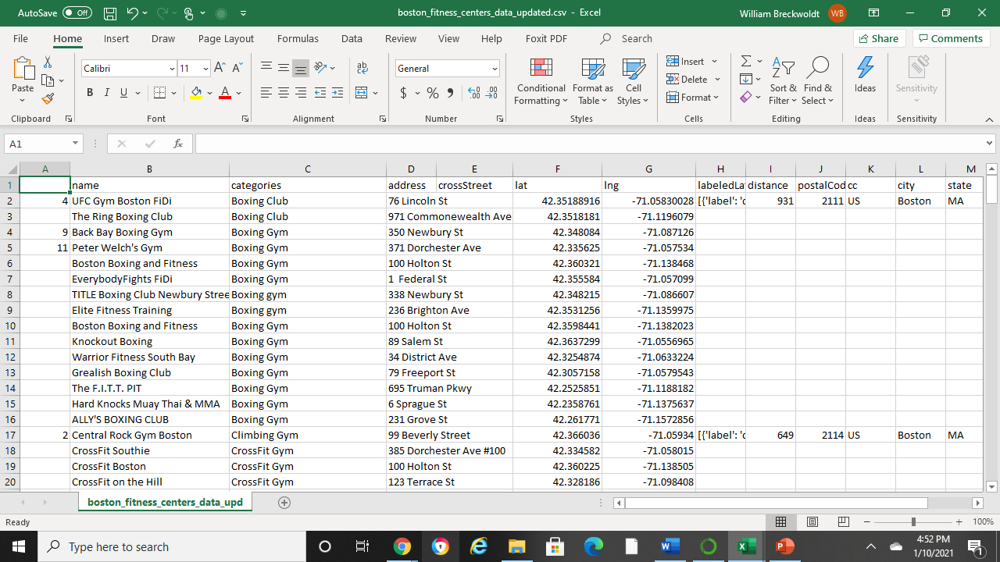 AutoSave Off boston_fitness_centers_data_updated.csv - Excel William Breckwoldt WB
File Home Insert Draw Page Layout Formulas Data Review View Help Foxit PDF Search Share Comments
Calibri 11 A^ A˅ ab General Insert Σ
Paste B I U A $ % , Conditional Formatting Format as Table Cell Styles Delete Format Sort & Filter Find & Select Ideas Sensitivity
Clipboard Font Alignment Number Styles Cells Editing Ideas Sensitivity
A1 fx
A B C D E F G H I J K L M
1 name categories address crossStreet lat lng labeledLa distance postalCod cc city state
2 4 UFC Gym Boston FiDi Boxing Club 76 Lincoln St 42.35188916 -71.05830028 [{'label': 'd 931 2111 US Boston MA
3 The Ring Boxing Club Boxing Club 971 Commonewealth Ave 42.3518181 -71.1196079
4 9 Back Bay Boxing Gym Boxing Gym 350 Newbury St 42.348084 -71.087126
5 11 Peter Welch's Gym Boxing Gym 371 Dorchester Ave 42.335625 -71.057534
6 Boston Boxing and Fitness Boxing Gym 100 Holton St 42.360321 -71.138468
7 EverybodyFights FiDi Boxing Gym 1 Federal St 42.355584 -71.057099
8 TITLE Boxing Club Newbury Stree Boxing gym 338 Newbury St 42.348215 -71.086607
9 Elite Fitness Training Boxing gym 236 Brighton Ave 42.3531256 -71.1359975
10 Boston Boxing and Fitness Boxing Gym 100 Holton St 42.3598441 -71.1382023
11 Knockout Boxing Boxing Gym 89 Salem St 42.3637299 -71.0556965
12 Warrior Fitness South Bay Boxing Gym 34 District Ave 42.3254874 -71.0633224
13 Grealish Boxing Club Boxing Gym 79 Freeport St 42.3057158 -71.0579543
14 The F.I.T.T. PIT Boxing Gym 695 Truman Pkwy 42.2525851 -71.1188182
15 Hard Knocks Muay Thai & MMA Boxing Gym 6 Sprague St 42.2358761 -71.1375637
16 ALLY'S BOXING CLUB Boxing Gym 231 Grove St 42.261771 -71.1572856
17 2 Central Rock Gym Boston Climbing Gym 99 Beverly Street 42.366036 -71.05934 [{'label': 'd 649 2114 US Boston MA
18 CrossFit Southie CrossFit Gym 385 Dorchester Ave #100 42.334582 -71.058015
19 CrossFit Boston CrossFit Gym 100 Holton St 42.360225 -71.138505
20 CrossFit on the Hill CrossFit Gym 123 Terrace St 42.328186 -71.098408
boston_fitness_centers_data_upd
Ready 100%
Type here to search 4:52 PM
1/10/2021 1